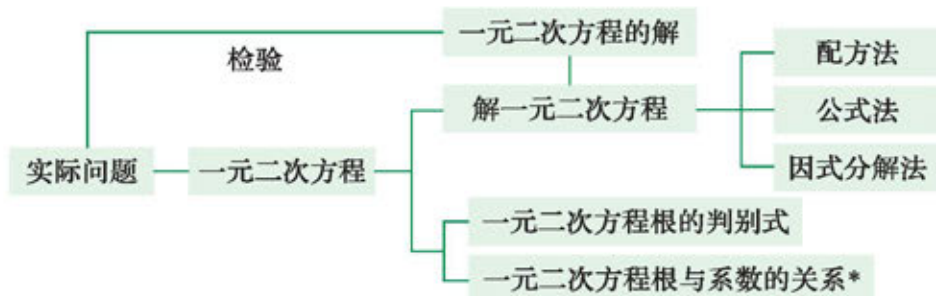 一元二次方程的解
检验
配方法
解一元二次方程
公式法
实际问题
一元二次方程
因式分解法
一元二次方程根的判别式
一元二次方程根与系数的关系*